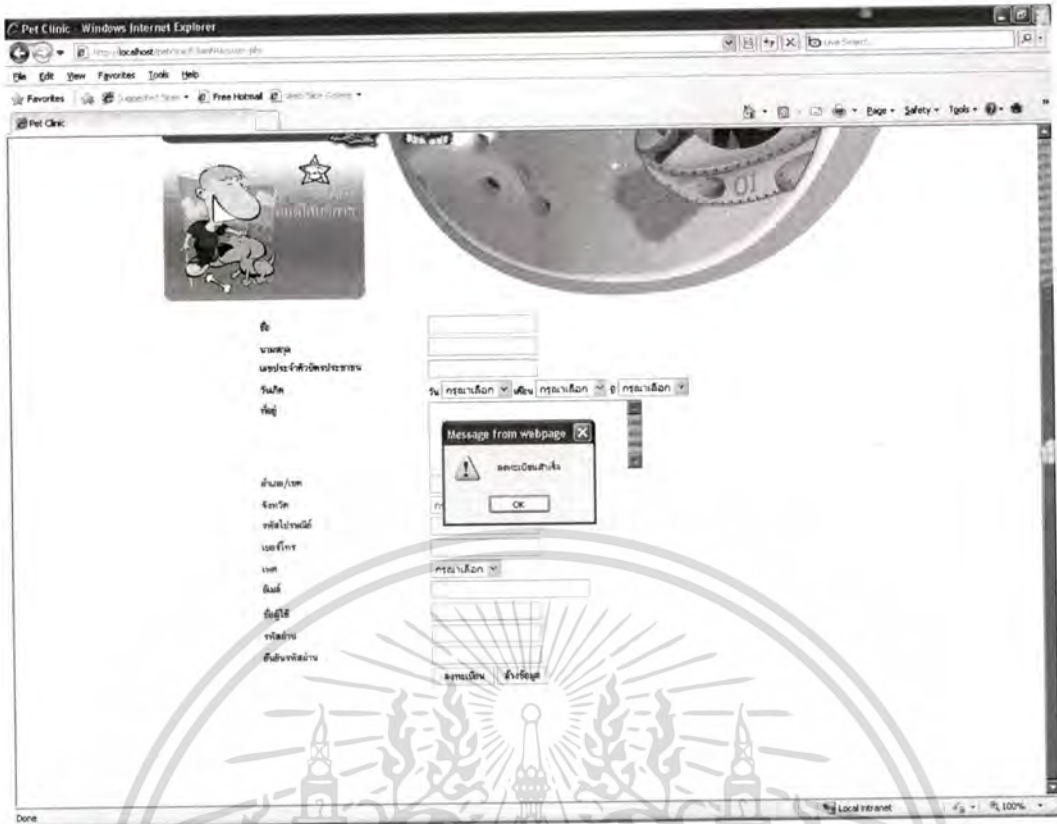 Pet Clinic - Windows Internet Explorer
Live Search
File Edit View Favorites Tools Help
Favorites Suggested Sites Free Hotmail Web Slice Gallery
Pet Clinic
Page Safety Tools
10
ชื่อ
นามสกุล
เลขประจำตัวบัตรประชาชน
วันเกิด
วัน กรุณาเลือก เดือน กรุณาเลือก ปี กรุณาเลือก
ที่อยู่
Message from webpage
ลงทะเบียนสำเร็จ
OK
อำเภอ/เขต
จังหวัด
รหัสไปรษณีย์
เบอร์โทร
เพศ
กรุณาเลือก
อีเมล์
ชื่อผู้ใช้
รหัสผ่าน
ยืนยันรหัสผ่าน
ลงทะเบียน ล้างข้อมูล
Done
Local intranet
100%